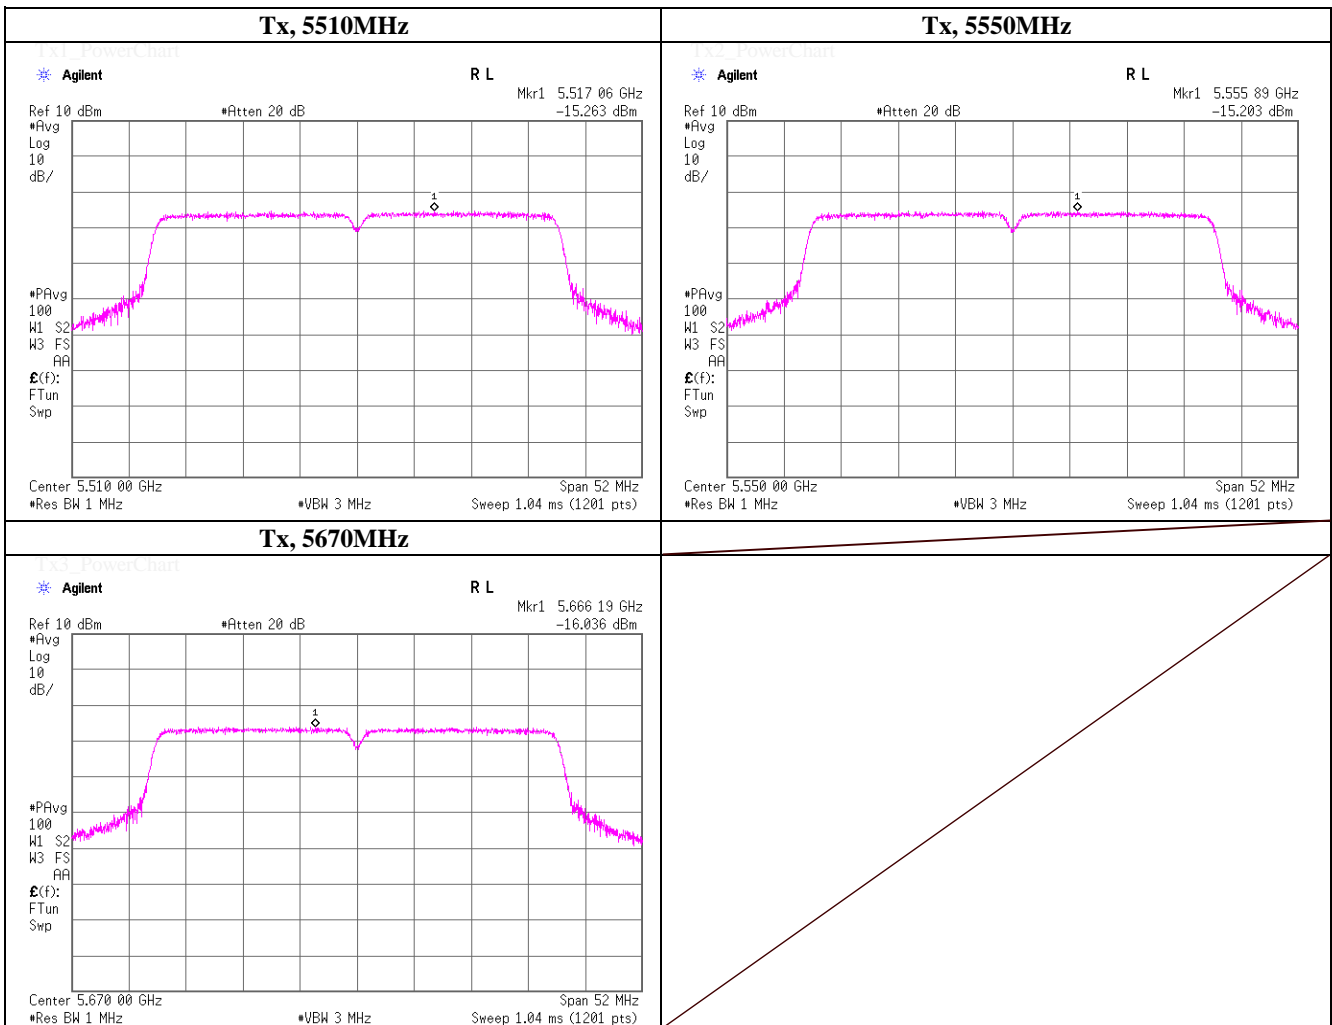 Tx, 5510MHz
Tx1_PowerChart
Agilent
R L
Mkr1 5.517 06 GHz
Ref 10 dBm #Atten 20 dB -15.263 dBm
#Avg
Log
10
dB/
1
#PAvg
100
W1 S2
W3 FS
AA
£(f):
FTun
Swp
Center 5.510 00 GHz Span 52 MHz
#Res BW 1 MHz #VBW 3 MHz Sweep 1.04 ms (1201 pts)
Tx, 5550MHz
Tx2_PowerChart
Agilent
R L
Mkr1 5.555 89 GHz
Ref 10 dBm #Atten 20 dB -15.203 dBm
#Avg
Log
10
dB/
1
#PAvg
100
W1 S2
W3 FS
AA
£(f):
FTun
Swp
Center 5.550 00 GHz Span 52 MHz
#Res BW 1 MHz #VBW 3 MHz Sweep 1.04 ms (1201 pts)
Tx, 5670MHz
Tx3_PowerChart
Agilent
R L
Mkr1 5.666 19 GHz
Ref 10 dBm #Atten 20 dB -16.036 dBm
#Avg
Log
10
dB/
1
#PAvg
100
W1 S2
W3 FS
AA
£(f):
FTun
Swp
Center 5.670 00 GHz Span 52 MHz
#Res BW 1 MHz #VBW 3 MHz Sweep 1.04 ms (1201 pts)